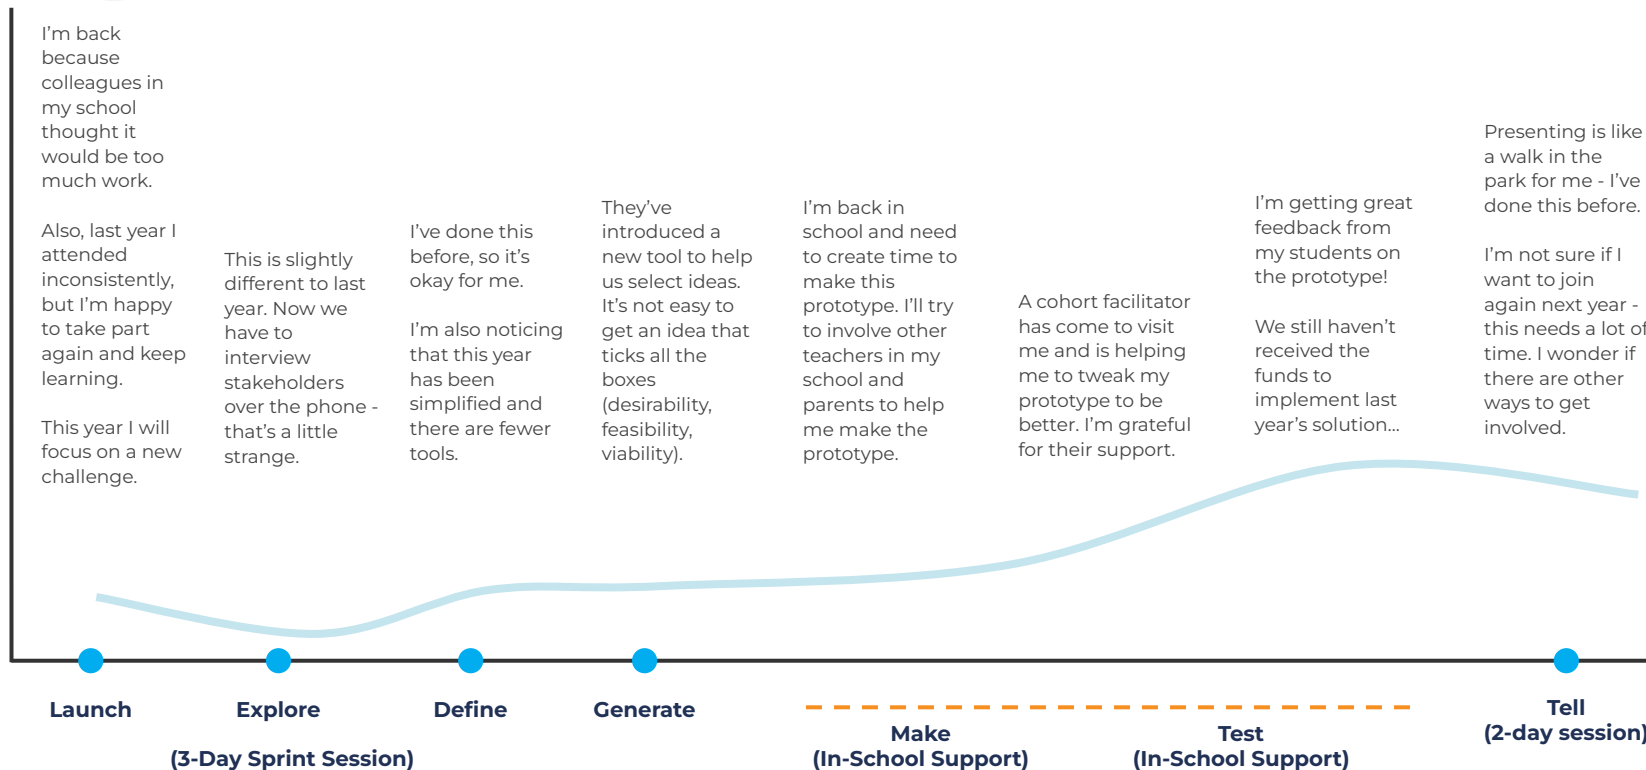 I'm back
because
colleagues in
my school
thought it
would be too
much work.
Also, last year I
attended
inconsistently,
but I'm happy
to take part
again and keep
learning.
This year I will
focus on a new
challenge.
This is slightly
different to last
year. Now we
have to
interview
stakeholders
over the phone -
that's a little
strange.
I've done this
before, so it's
okay for me.
I'm also noticing
that this year
has been
simplified and
there are fewer
tools.
They've
introduced a
new tool to help
us select ideas.
It's not easy to
get an idea that
ticks all the
boxes
(desirability,
feasibility,
viability).
I'm back in
school and need
to create time to
make this
prototype. I'll try
to involve other
teachers in my
school and
parents to help
me make the
prototype.
A cohort facilitator
has come to visit
me and is helping
me to tweak my
prototype to be
better. I'm grateful
for their support.
I'm getting great
feedback from
my students on
the prototype!
We still haven't
received the
funds to
implement last
year's solution...
Presenting is like
a walk in the
park for me - I've
done this before.
I'm not sure if I
want to join
again next year -
this needs a lot of
time. I wonder if
there are other
ways to get
involved.
Launch
Explore
Define
Generate
(3-Day Sprint Session)
Make
(In-School Support)
Test
(In-School Support)
Tell
(2-day session)